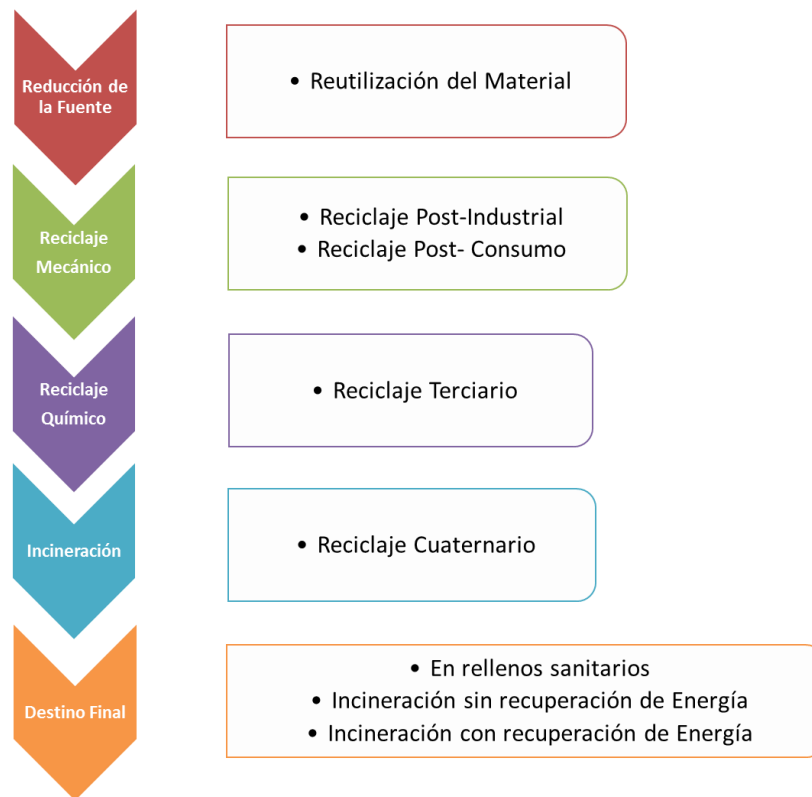 Reducción de
la Fuente
• Reutilización del Material
Reciclaje
Mecánico
• Reciclaje Post-Industrial
• Reciclaje Post- Consumo
Reciclaje
Químico
• Reciclaje Terciario
Incineración
• Reciclaje Cuaternario
Destino Final
• En rellenos sanitarios
• Incineración sin recuperación de Energía
• Incineración con recuperación de Energía